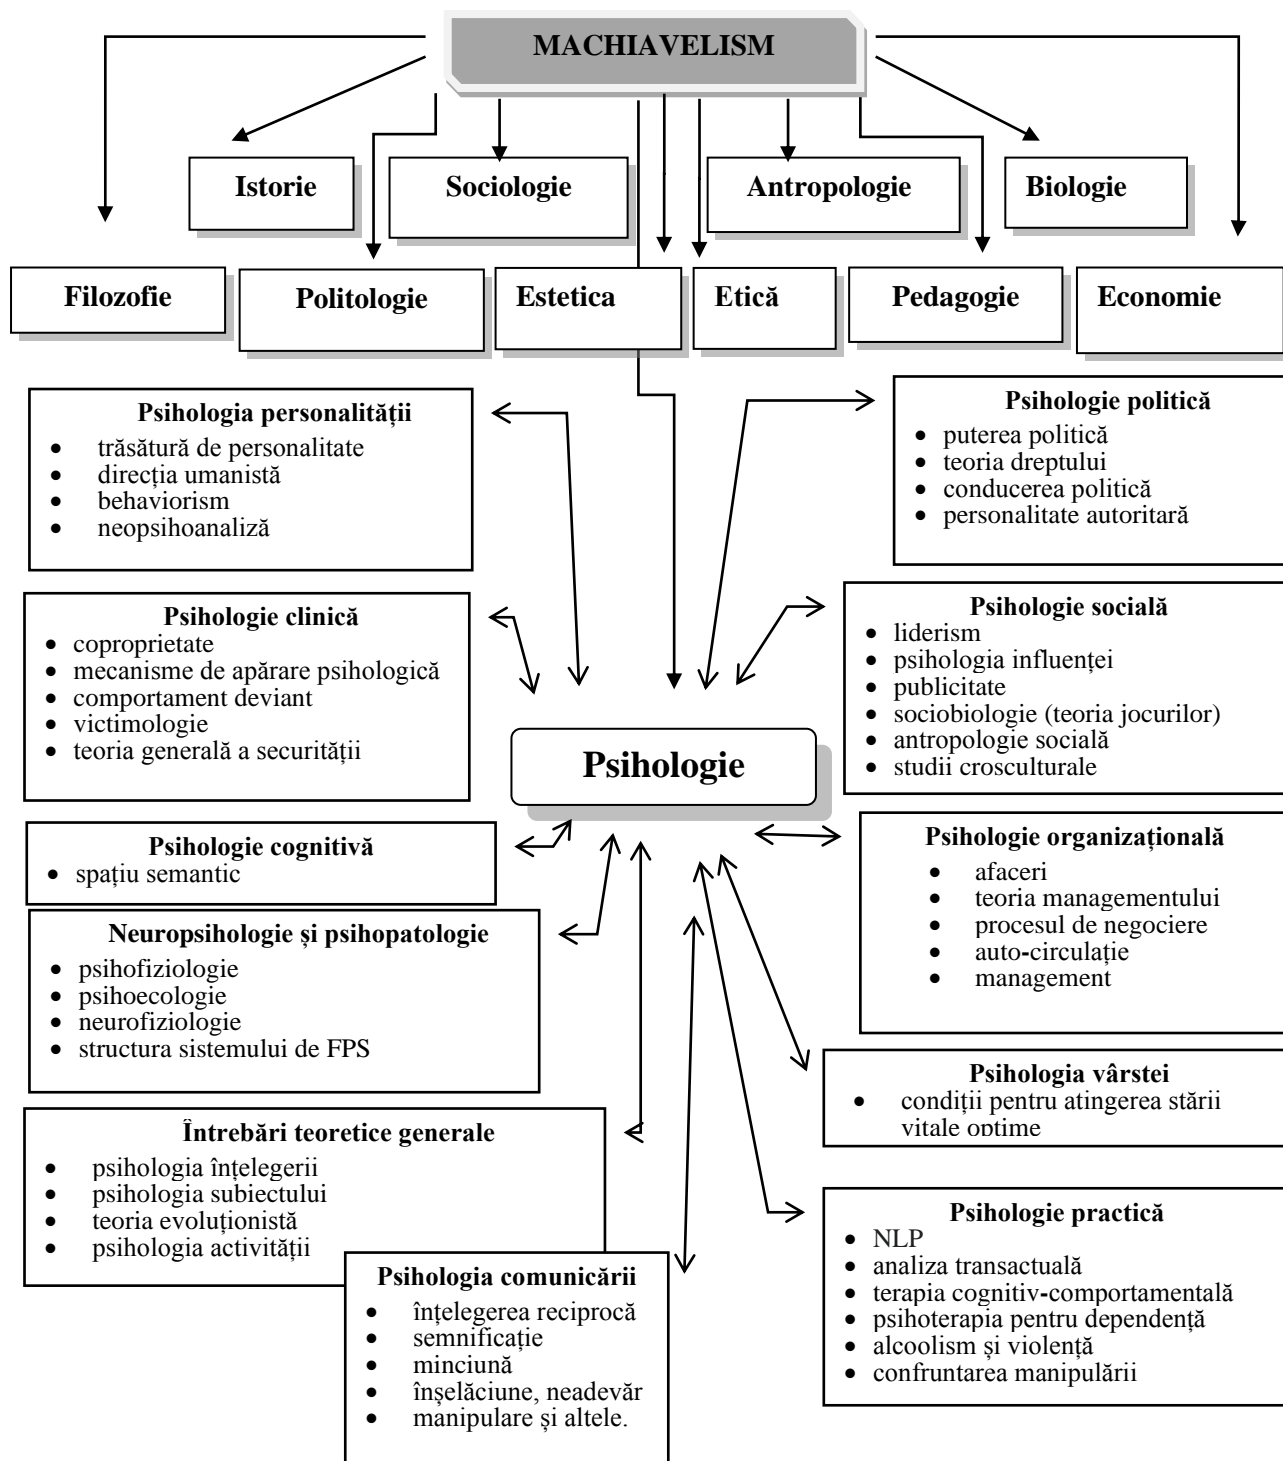 MACHIAVELISM
Istorie
Sociologie
Antropologie
Biologie
Filozofie
Politologie
Estetica
Etică
Pedagogie
Economie
Psihologia personalității
• trăsătură de personalitate
• direcția umanistă
• behaviorism
• neopsihoanaliză
Psihologie politică
• puterea politică
• teoria dreptului
• conducerea politică
• personalitate autoritară
Psihologie clinică
• coproprietate
• mecanisme de apărare psihologică
• comportament deviant
• victimologie
• teoria generală a securității
Psihologie socială
• liderism
• psihologia influenței
• publicitate
• sociobiologie (teoria jocurilor)
• antropologie socială
• studii crosculturale
Psihologie
Psihologie cognitivă
• spațiu semantic
Psihologie organizațională
• afaceri
• teoria managementului
• procesul de negociere
• auto-circulație
• management
Neuropsihologie și psihopatologie
• psihofiziologie
• psihoecologie
• neurofiziologie
• structura sistemului de FPS
Psihologia vârstei
• condiții pentru atingerea stării
vitale optime
Întrebări teoretice generale
• psihologia înțelegerii
• psihologia subiectului
• teoria evoluționistă
• psihologia activității
Psihologie practică
• NLP
• analiza transactuală
• terapia cognitiv-comportamentală
• psihoterapia pentru dependență
• alcoolism și violență
• confruntarea manipulării
Psihologia comunicării
• înțelegerea reciprocă
• semnificație
• minciună
• înșelăciune, neadevăr
• manipulare și altele.